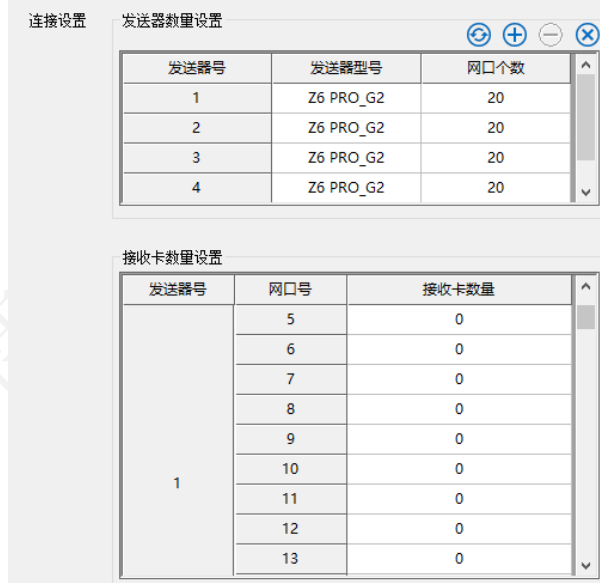 连接设置
发送器数量设置
发送器号 发送器型号 网口个数
1 Z6 PRO_G2 20
2 Z6 PRO_G2 20
3 Z6 PRO_G2 20
4 Z6 PRO_G2 20
接收卡数量设置
发送器号 网口号 接收卡数量
5 0
6 0
7 0
8 0
9 0
10 0
1
11 0
12 0
13 0